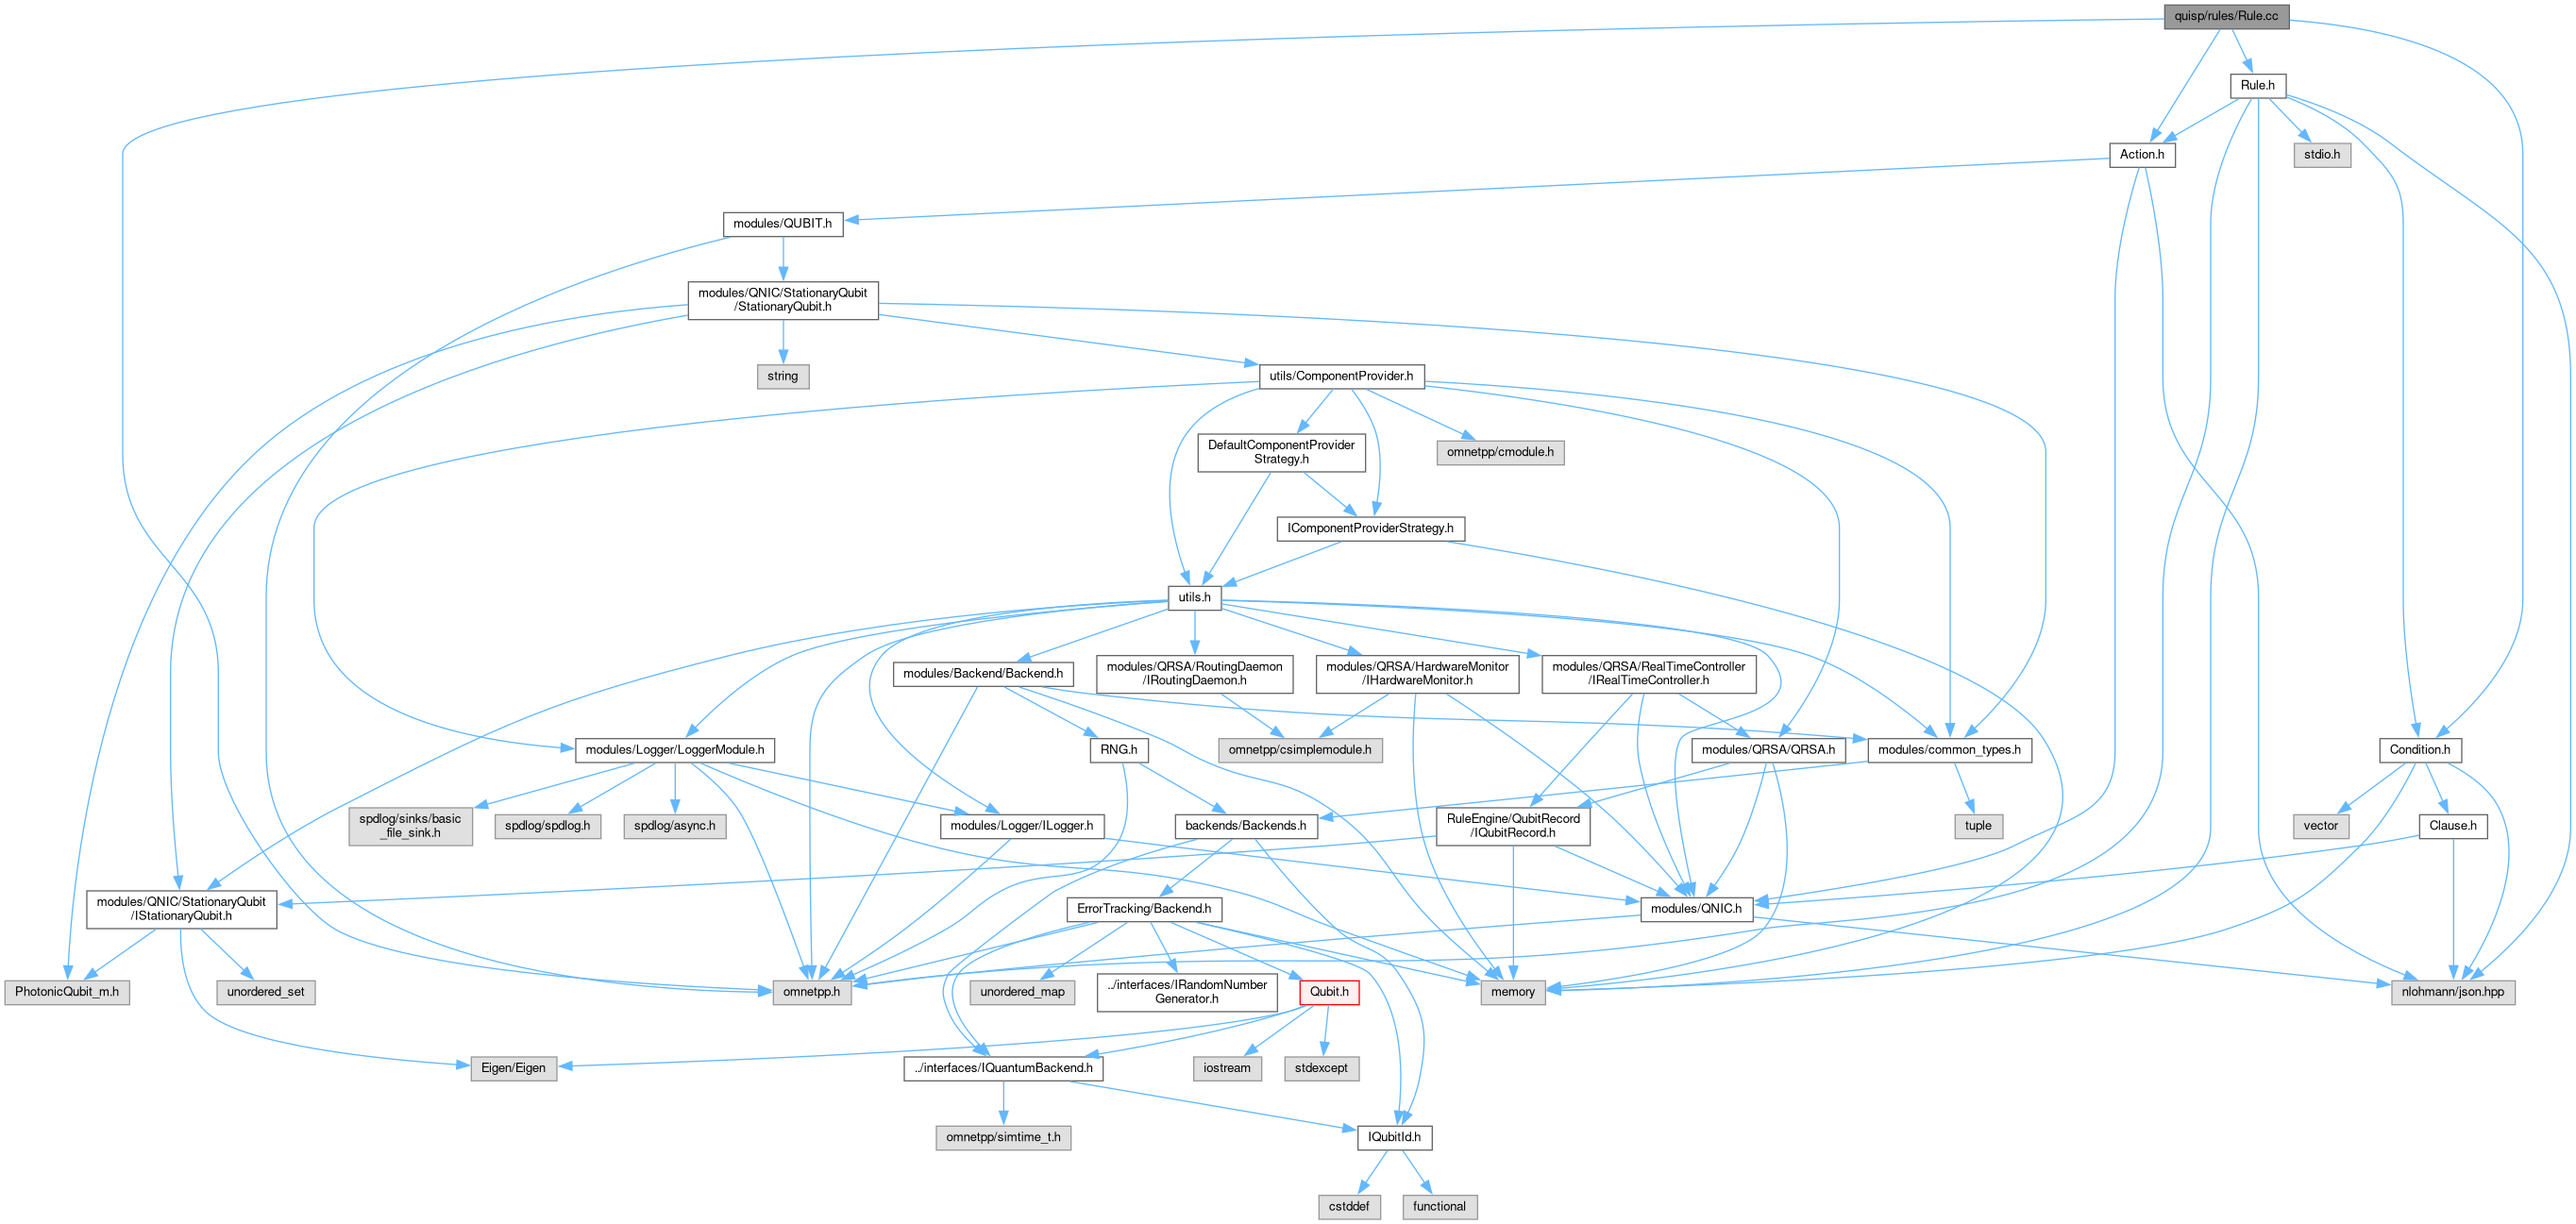 quisp/rules/Rule.cc
Rule.h
Action.h
stdio.h
modules/QUBIT.h
modules/QNIC/StationaryQubit
/StationaryQubit.h
string
utils/ComponentProvider.h
DefaultComponentProvider
Strategy.h
omnetpp/cmodule.h
IComponentProviderStrategy.h
utils.h
modules/Backend/Backend.h
modules/QRSA/RoutingDaemon
/IRoutingDaemon.h
modules/QRSA/HardwareMonitor
/IHardwareMonitor.h
modules/QRSA/RealTimeController
/IRealTimeController.h
modules/Logger/LoggerModule.h
RNG.h
omnetpp/csimplemodule.h
modules/QRSA/QRSA.h
modules/common_types.h
Condition.h
spdlog/sinks/basic
_file_sink.h
spdlog/spdlog.h
spdlog/async.h
modules/Logger/ILogger.h
backends/Backends.h
RuleEngine/QubitRecord
/IQubitRecord.h
tuple
vector
Clause.h
modules/QNIC/StationaryQubit
/IStationaryQubit.h
ErrorTracking/Backend.h
modules/QNIC.h
PhotonicQubit_m.h
unordered_set
omnetpp.h
unordered_map
../interfaces/IRandomNumber
Generator.h
Qubit.h
memory
nlohmann/json.hpp
Eigen/Eigen
../interfaces/IQuantumBackend.h
iostream
stdexcept
omnetpp/simtime_t.h
IQubitId.h
cstddef
functional